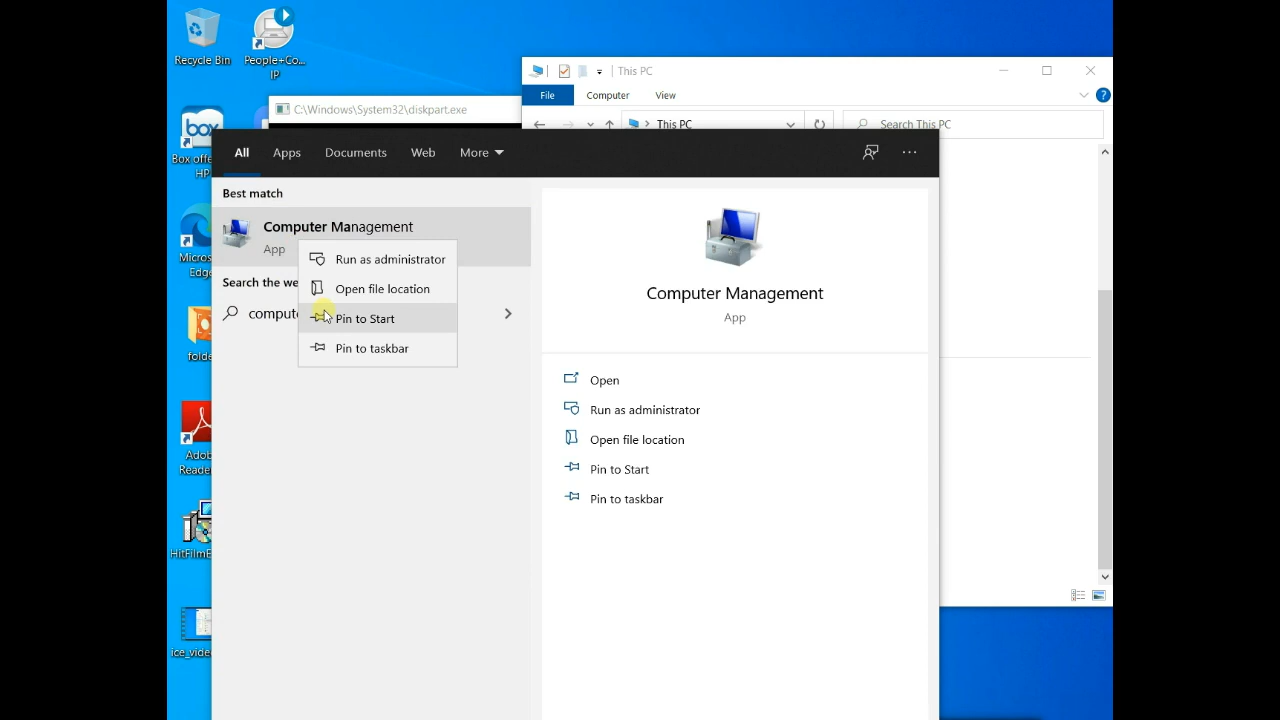 Recycle Bin
People+Co...
IP
This PC
C:\Windows\System32\diskpart.exe
File
Computer
View
This PC
Search This PC
box
Box offe
HP
All
Apps
Documents
Web
More
Best match
Computer Management
App
Run as administrator
Open file location
Pin to Start
Pin to taskbar
Search the we
compute
Computer Management
App
Open
Run as administrator
Open file location
Pin to Start
Pin to taskbar
Micros
Edge
folde
Adob
Reade
HitFilmE
ice_vide